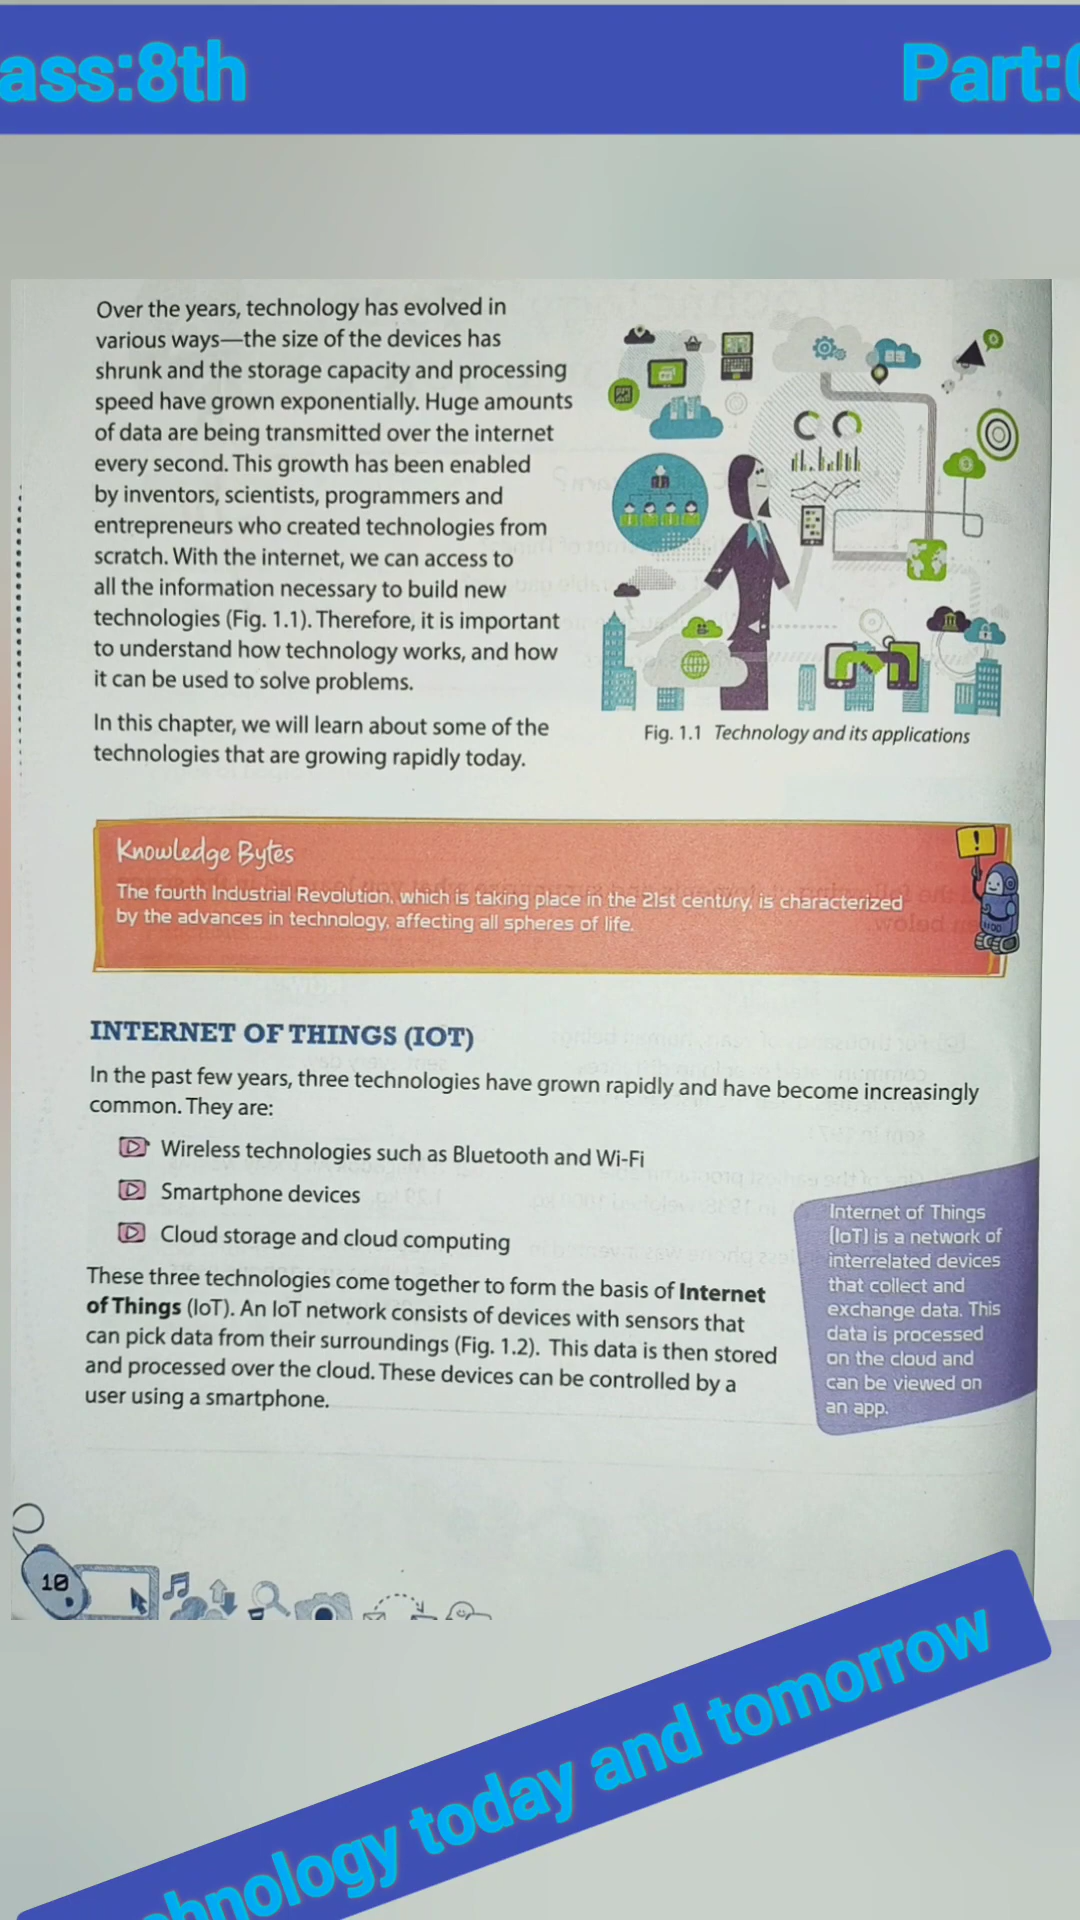 ass:8th
Part:
Over the years, technology has evolved in
various ways—the size of the devices has
shrunk and the storage capacity and processing
speed have grown exponentially. Huge amounts
of data are being transmitted over the internet
every second. This growth has been enabled
by inventors, scientists, programmers and
entrepreneurs who created technologies from
scratch. With the internet, we can access to
all the information necessary to build new
technologies (Fig. 1.1). Therefore, it is important
to understand how technology works, and how
it can be used to solve problems.
In this chapter, we will learn about some of the
technologies that are growing rapidly today.
Fig. 1.1 Technology and its applications
Knowledge Bytes
The fourth Industrial Revolution, which is taking place in the 21st century, is characterized
by the advances in technology, affecting all spheres of life.
INTERNET OF THINGS (IOT)
In the past few years, three technologies have grown rapidly and have become increasingly
common. They are:
Wireless technologies such as Bluetooth and Wi-Fi
Smartphone devices
Cloud storage and cloud computing
These three technologies come together to form the basis of Internet
of Things (IoT). An IoT network consists of devices with sensors that
can pick data from their surroundings (Fig. 1.2). This data is then stored
and processed over the cloud. These devices can be controlled by a
user using a smartphone.
Internet of Things
(IoT) is a network of
interrelated devices
that collect and
exchange data. This
data is processed
on the cloud and
can be viewed on
an app.
10
hnology today and tomorrow